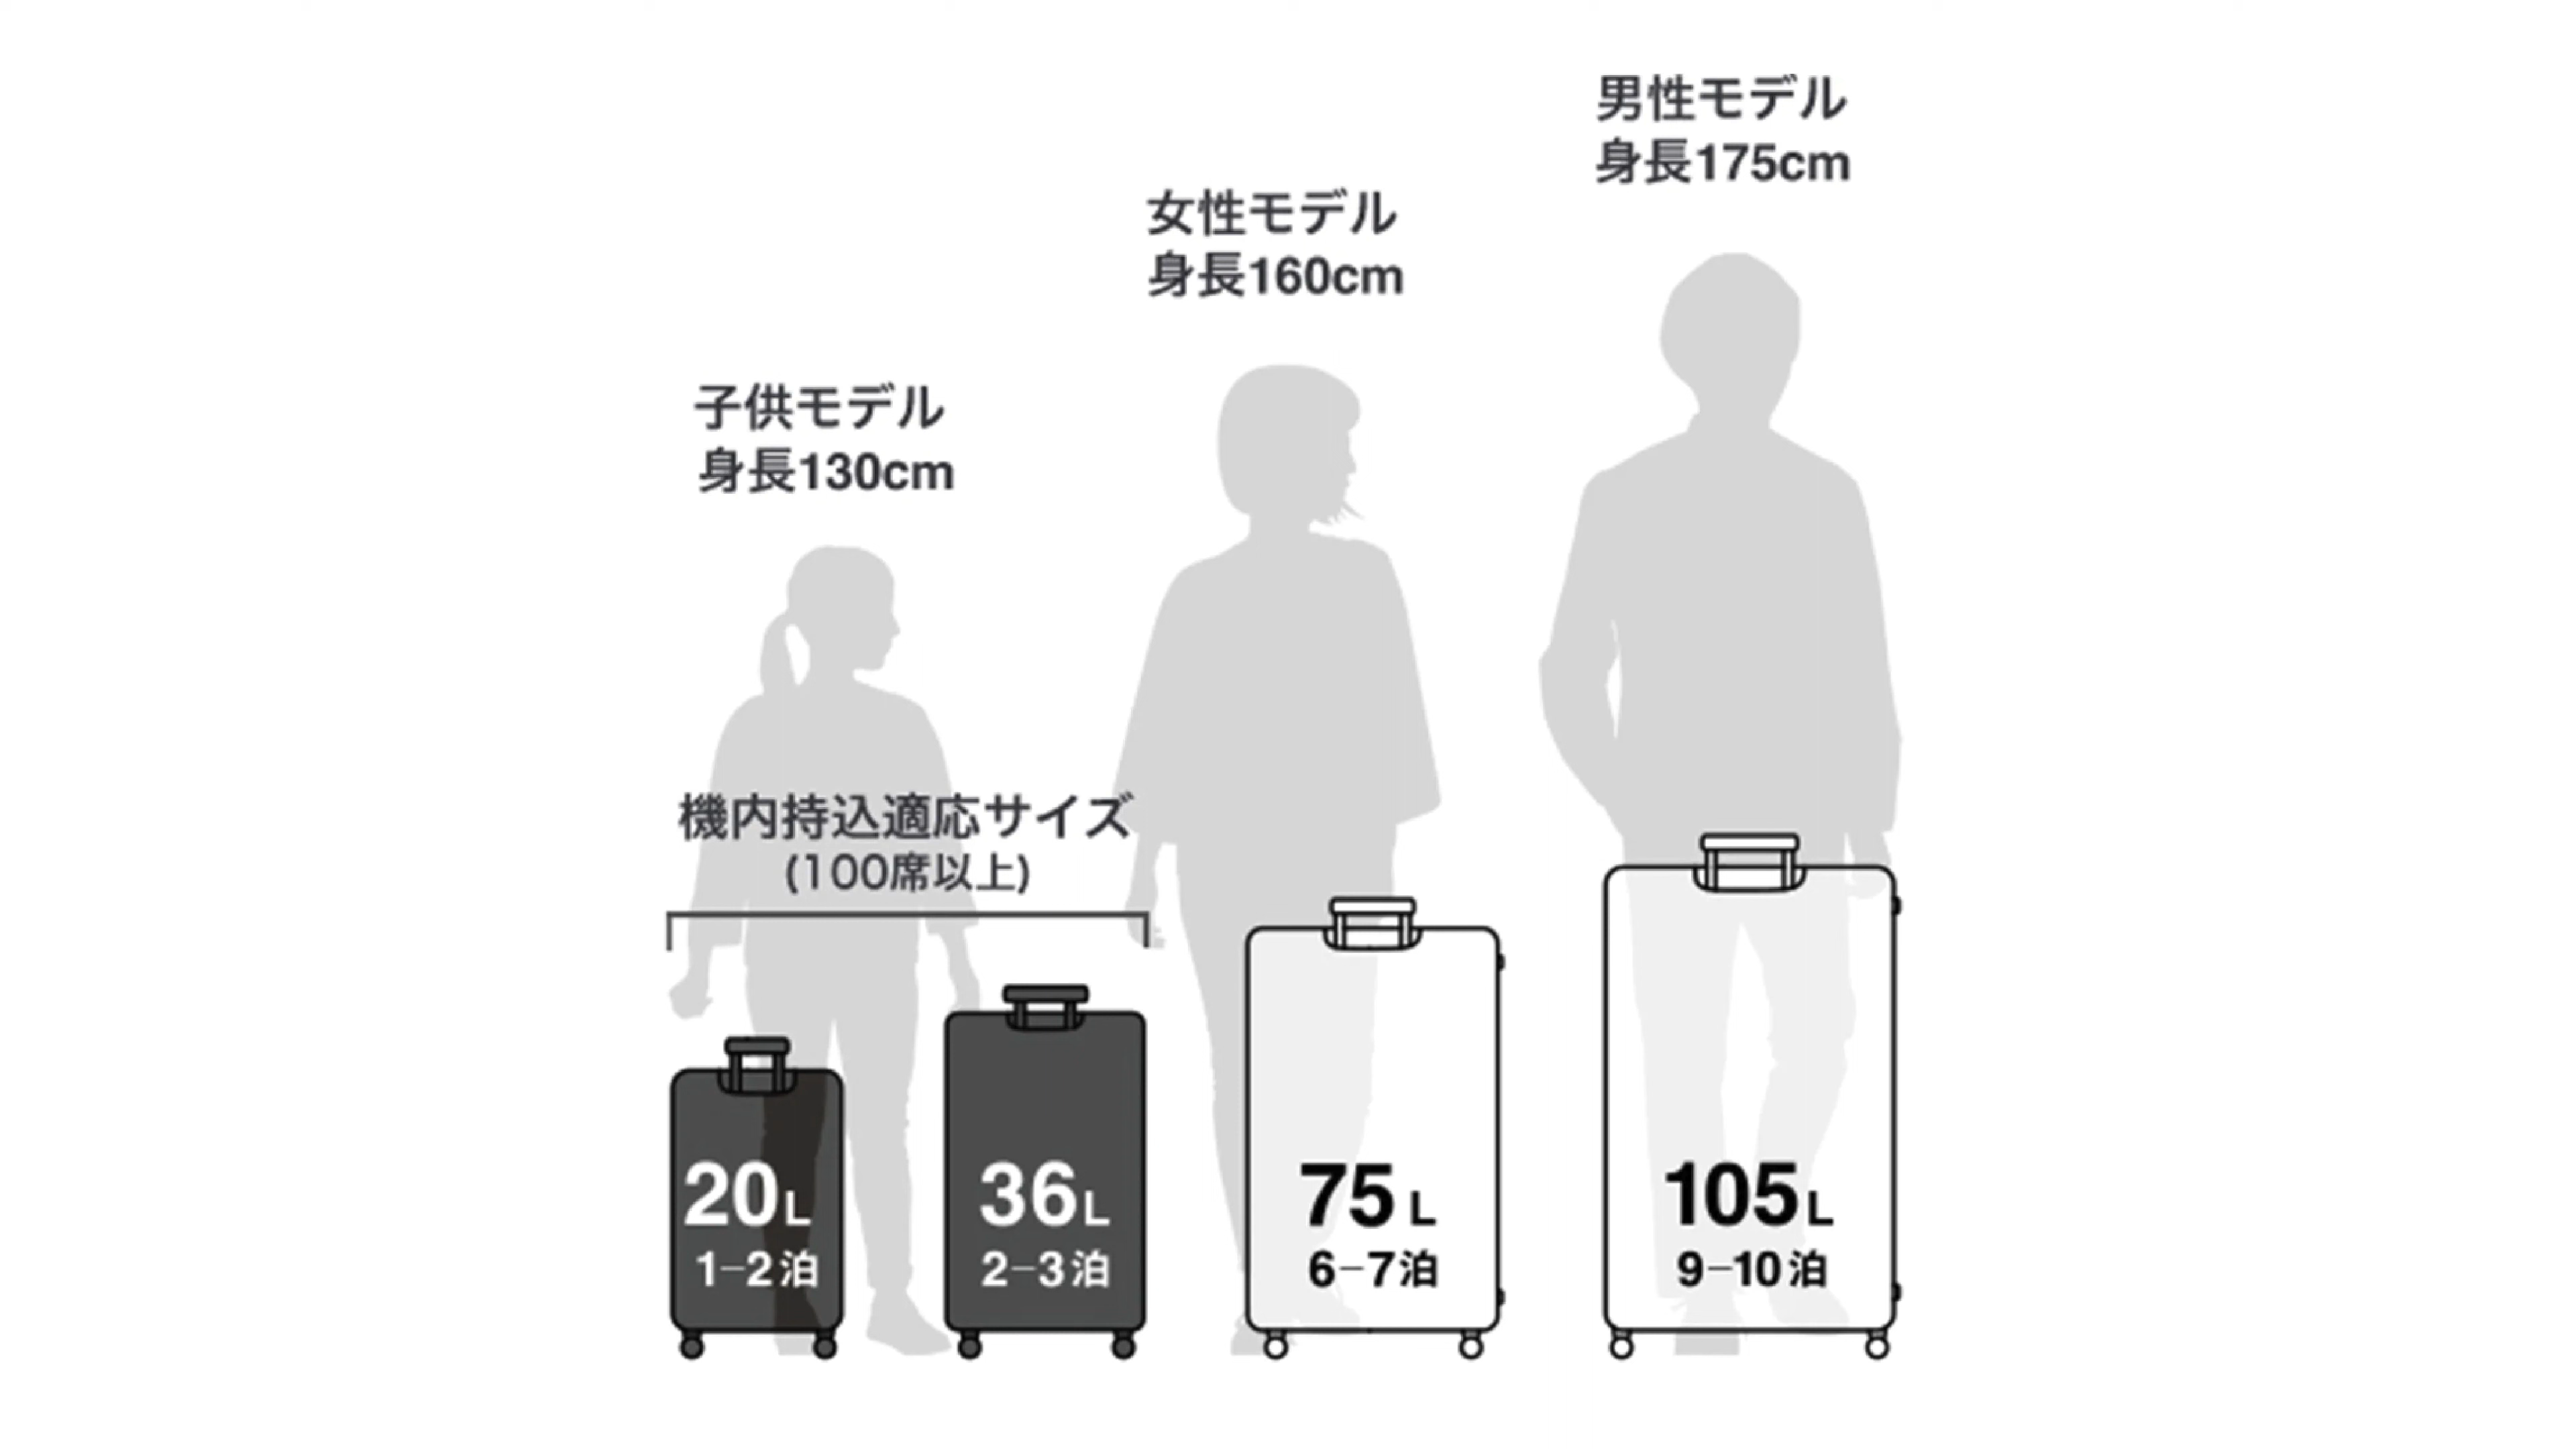 男性モデル
身長175cm
女性モデル
身長160cm
子供モデル
身長130cm
機内持込適応サイズ
(100席以上)
20L
1-2泊
36L
2-3泊
75L
6-7泊
105L
9-10泊